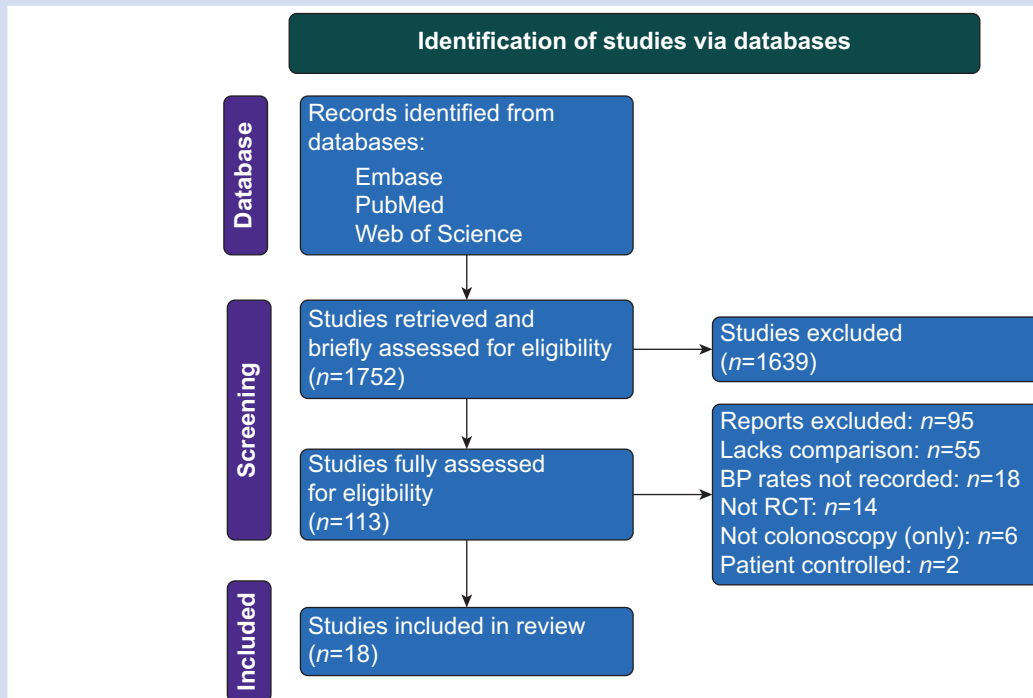 Identification of studies via databases
Database
Records identified from
databases:
Embase
PubMed
Web of Science
Screening
Studies retrieved and
briefly assessed for eligibility
(n=1752)
Studies excluded
(n=1639)
Studies fully assessed
for eligibility
(n=113)
Reports excluded: n=95
Lacks comparison: n=55
BP rates not recorded: n=18
Not RCT: n=14
Not colonoscopy (only): n=6
Patient controlled: n=2
Included
Studies included in review
(n=18)